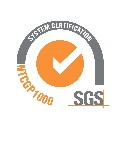 SYSTEM CERTIFICATION
NTCGP1000
SGS